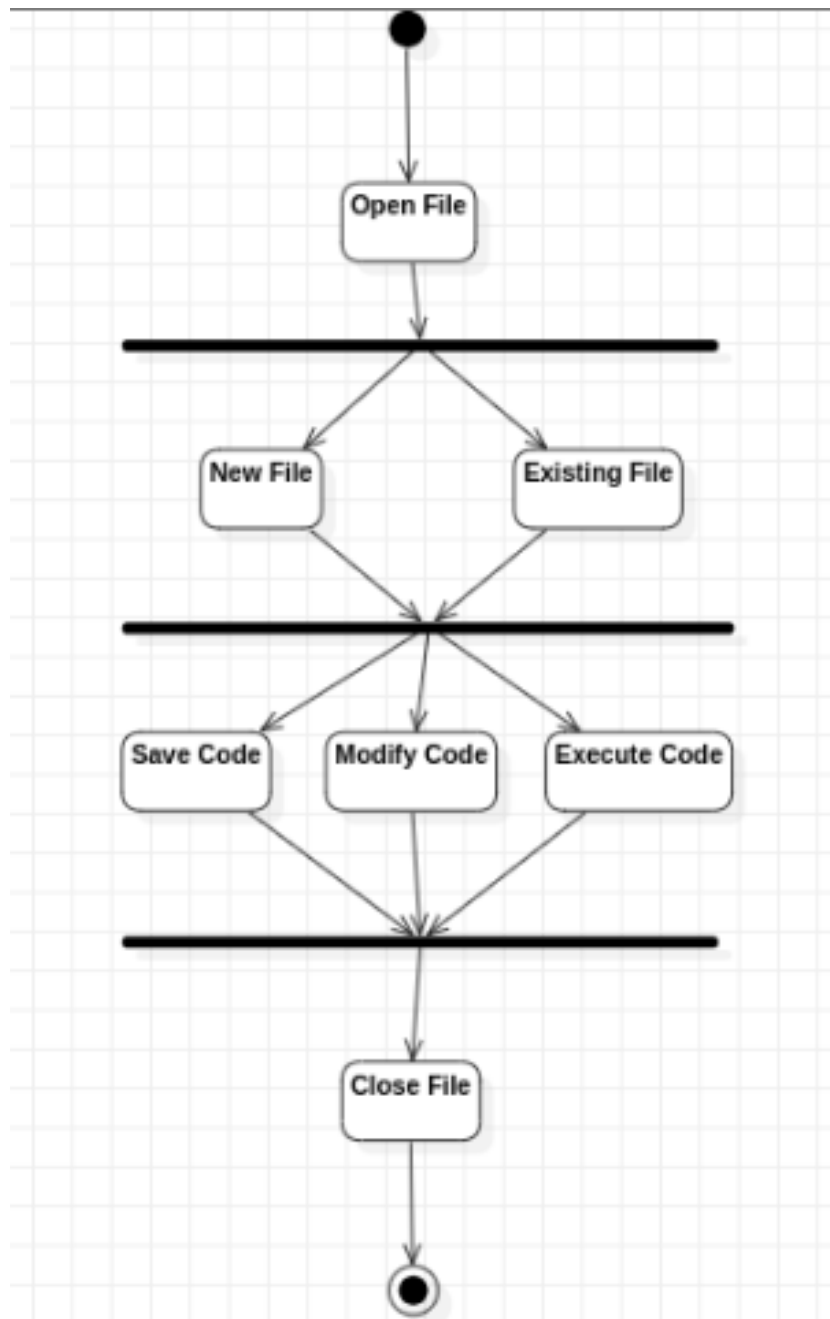 Open File
New File
Existing File
Save Code
Modify Code
Execute Code
Close File